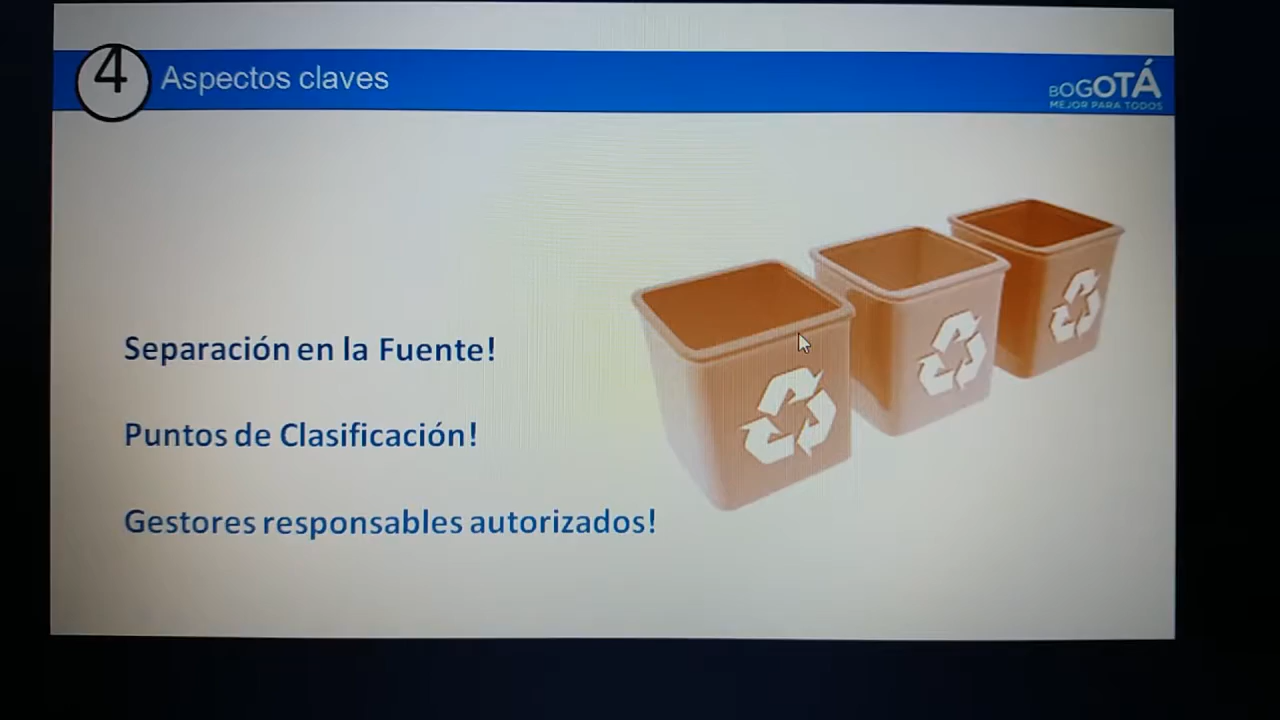 4
Aspectos claves
BOGOTÁ
MEJOR PARA TODOS
Separación en la Fuente!
Puntos de Clasificación!
Gestores responsables autorizados!